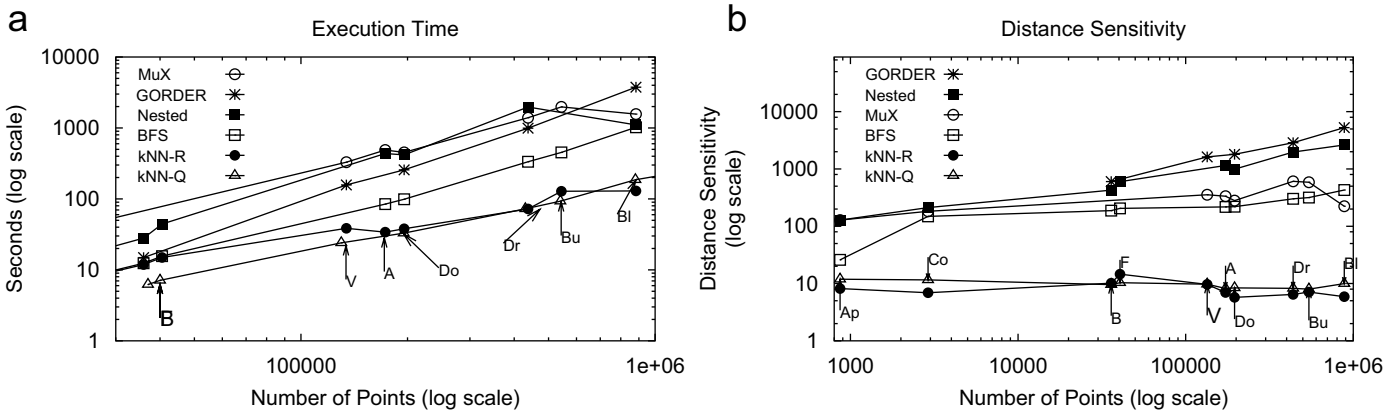 a
Execution Time
Seconds (log scale)
10000
1000
100
10
1
MuX
GORDER
Nested
BFS
kNN-R
kNN-Q
B
V
A
Do
Dr
Bu
Bl
100000
1e+06
Number of Points (log scale)
b
Distance Sensitivity
Distance Sensitivity
(log scale)
10000
1000
100
10
1
GORDER
Nested
MuX
BFS
kNN-R
kNN-Q
Ap
Co
B
F
V
A
Do
Dr
Bu
Bl
1000
10000
100000
1e+06
Number of Points (log scale)